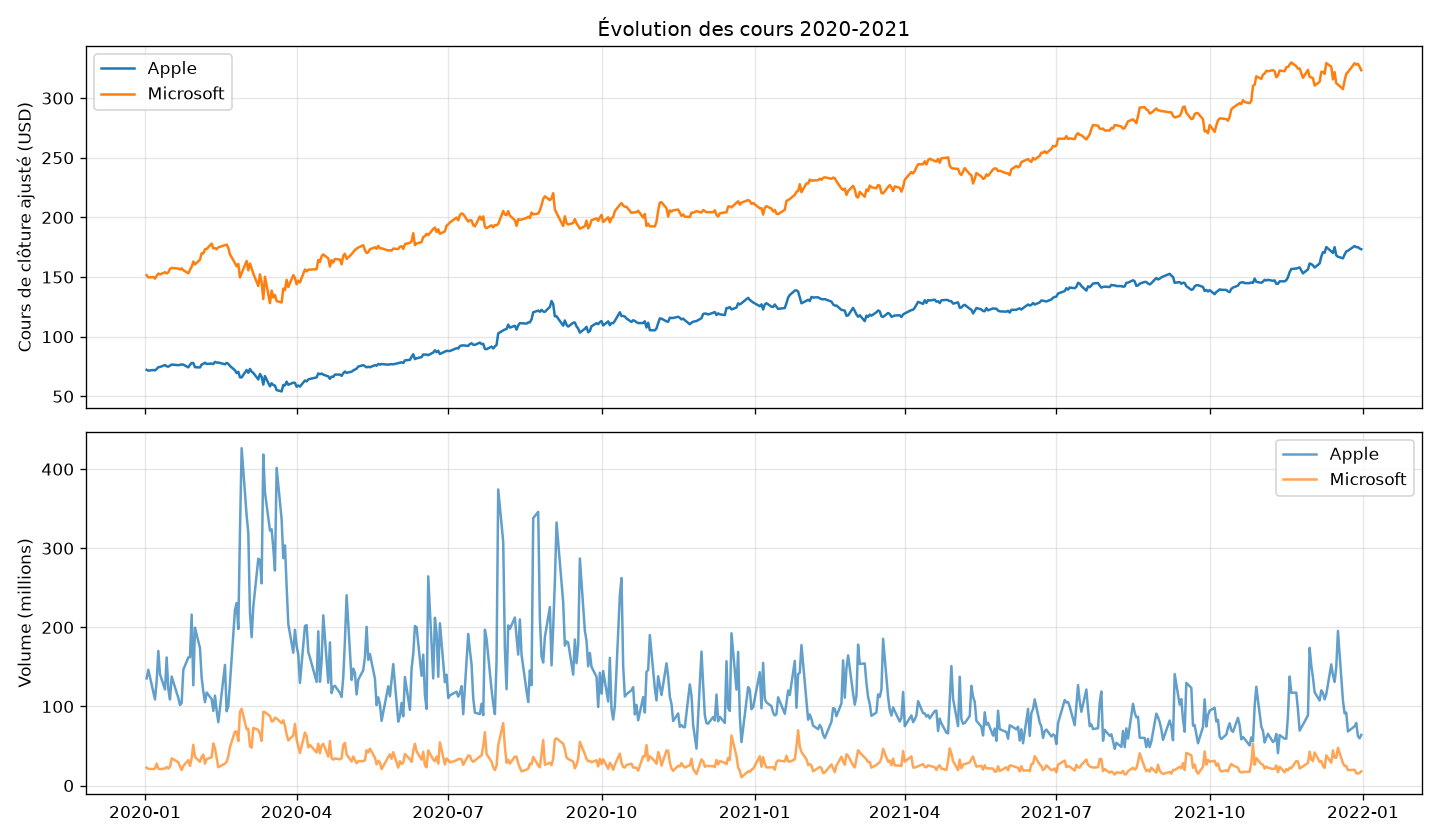 Évolution des cours 2020-2021
Apple
Microsoft
Cours de clôture ajusté (USD)
300
250
200
150
100
50
Apple
Microsoft
Volume (millions)
400
300
200
100
0
2020-01
2020-04
2020-07
2020-10
2021-01
2021-04
2021-07
2021-10
2022-01